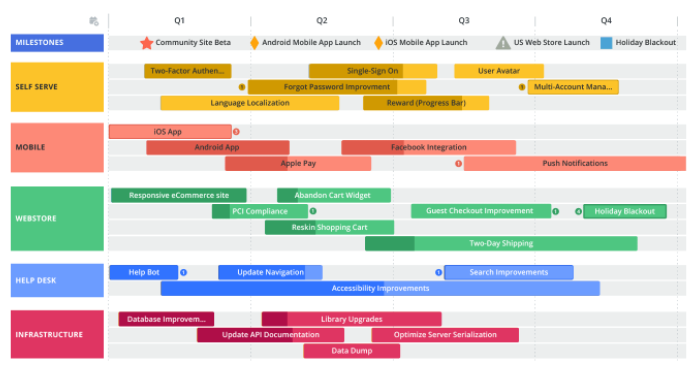 Q1 Q2 Q3 Q4
MILESTONES Community Site Beta Android Mobile App Launch iOS Mobile App Launch US Web Store Launch Holiday Blackout
Two-Factor Authen... Single-Sign On User Avatar
SELF SERVE Forgot Password Improvment Multi-Account Mana...
Language Localization Reward (Progress Bar)
iOS App
MOBILE Android App Facebook Integration
Apple Pay Push Notifications
Responsive eCommerce site Abandon Cart Widget
WEBSTORE PCI Compliance Guest Checkout Improvement Holiday Blackout
Reskin Shopping Cart
Two-Day Shipping
Help Bot Update Navigation Search Improvements
HELP DESK Accessibility Improvements
Database Improvem... Library Upgrades
INFRASTRUCTURE Update API Documentation Optimize Server Serialization
Data Dump